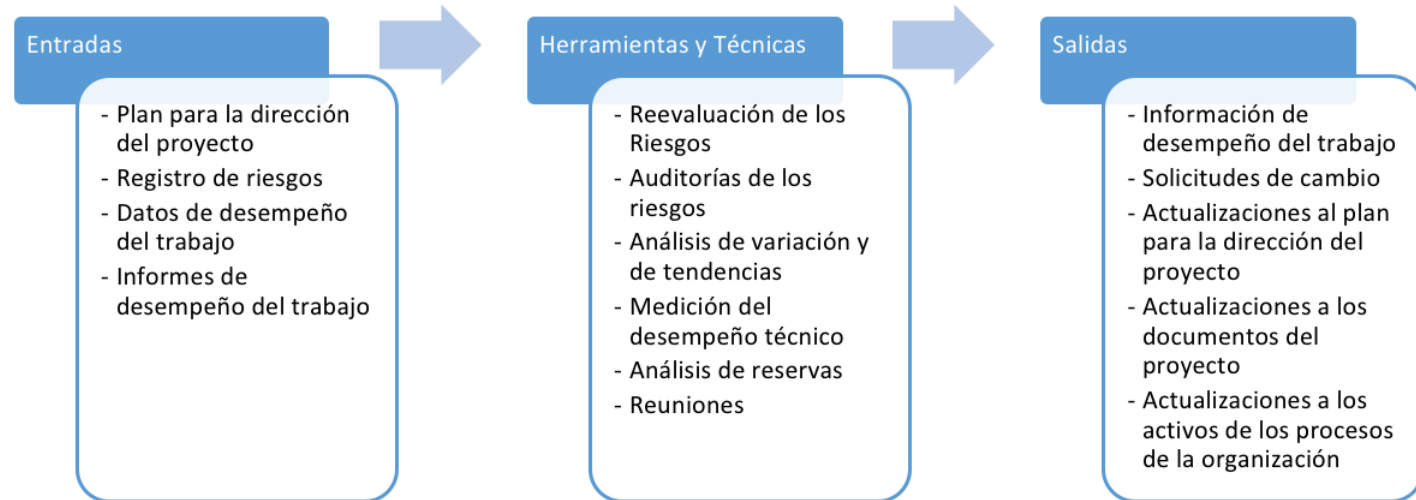 Entradas
- Plan para la dirección
del proyecto
- Registro de riesgos
- Datos de desempeño
del trabajo
- Informes de
desempeño del trabajo
Herramientas y Técnicas
- Reevaluación de los
Riesgos
- Auditorías de los
riesgos
- Análisis de variación y
de tendencias
- Medición del
desempeño técnico
- Análisis de reservas
- Reuniones
Salidas
- Información de
desempeño del trabajo
- Solicitudes de cambio
- Actualizaciones al plan
para la dirección del
proyecto
- Actualizaciones a los
documentos del
proyecto
- Actualizaciones a los
activos de los procesos
de la organización